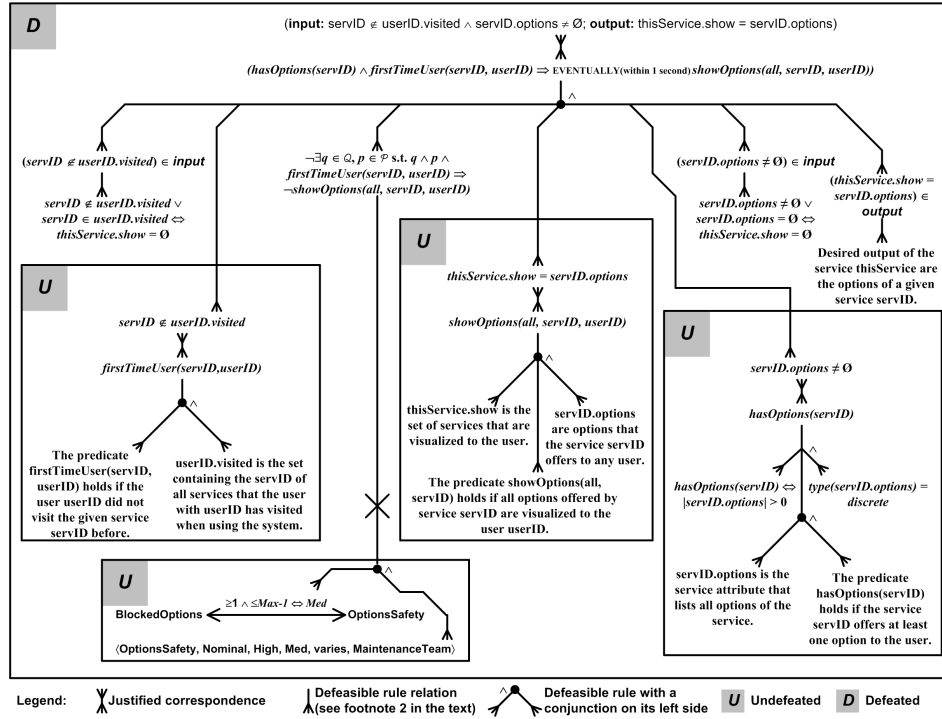 D
(input: servID ∉ userID.visited ∧ servID.options ≠ Ø; output: thisService.show = servID.options)
(hasOptions(servID) ∧ firstTimeUser(servID, userID) ⇒ EVENTUALLY(within 1 second) showOptions(all, servID, userID))
∧
(servID ∉ userID.visited) ∈ input
servID ∉ userID.visited ∨
servID ∈ userID.visited ⇔
thisService.show = Ø
¬∃q ∈ Q, p ∈ P s.t. q ∧ p ∧
firstTimeUser(servID, userID) ⇒
¬showOptions(all, servID, userID)
(servID.options ≠ Ø) ∈ input
servID.options ≠ Ø ∨
servID.options = Ø ⇔
thisService.show = Ø
(thisService.show =
servID.options) ∈
output
Desired output of the
service thisService are
the options of a given
service servID.
U
servID ∉ userID.visited
firstTimeUser(servID,userID)
∧
The predicate
firstTimeUser(servID,
userID) holds if the
user userID did not
visit the given service
servID before.
userID.visited is the set
containing the servID of
all services that the user
with userID has visited
when using the system.
U
thisService.show = servID.options
showOptions(all, servID, userID)
∧
thisService.show is the
set of services that are
visualized to the user.
servID.options
are options that
the service servID
offers to any user.
The predicate showOptions(all,
servID) holds if all options offered by
service servID are visualized to the
user userID.
U
servID.options ≠ Ø
hasOptions(servID)
∧
hasOptions(servID) ⇔
|servID.options| > 0
type(servID.options) =
discrete
∧
servID.options is the
service attribute that
lists all options of the
service.
The predicate
hasOptions(servID)
holds if the service
servID offers at least
one option to the user.
U
∧
BlockedOptions
≥1 ∧ ≤Max-1 ⇔ Med
OptionsSafety
⟨OptionsSafety, Nominal, High, Med, varies, MaintenanceTeam⟩
Legend:
Justified correspondence
Defeasible rule relation
(see footnote 2 in the text)
∧
Defeasible rule with a
conjunction on its left side
U Undefeated
D Defeated